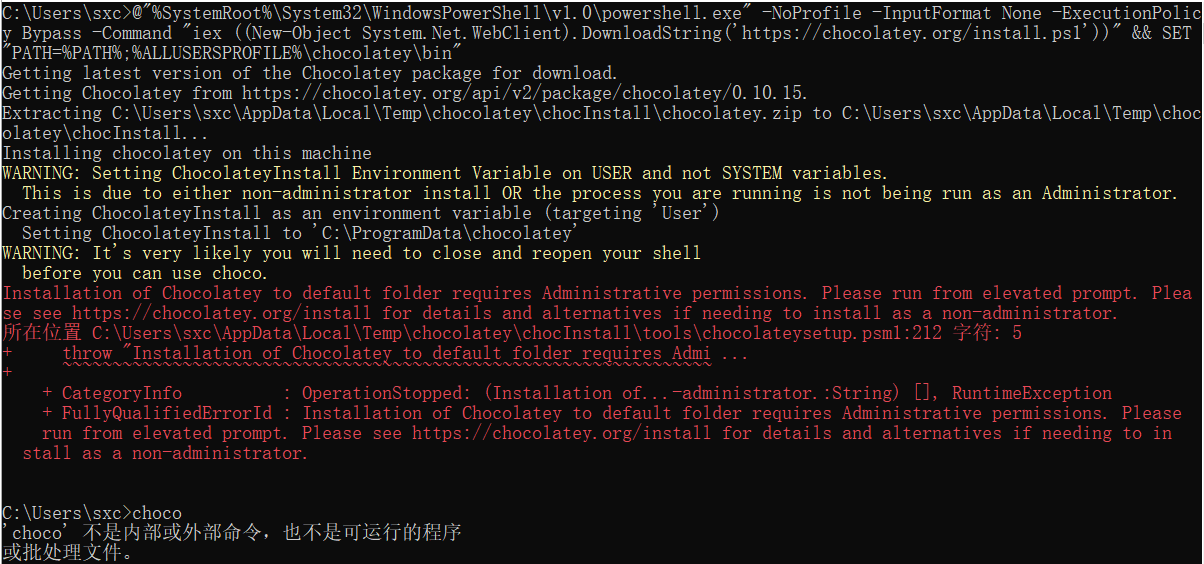 C:\Users\sxc>@"%SystemRoot%\System32\WindowsPowerShell\v1.0\powershell.exe" -NoProfile -InputFormat None -ExecutionPolic
y Bypass -Command "iex ((New-Object System.Net.WebClient).DownloadString('https://chocolatey.org/install.ps1'))" && SET
"PATH=%PATH%;%ALLUSERSPROFILE%\chocolatey\bin"
Getting latest version of the Chocolatey package for download.
Getting Chocolatey from https://chocolatey.org/api/v2/package/chocolatey/0.10.15.
Extracting C:\Users\sxc\AppData\Local\Temp\chocolatey\chocInstall\chocolatey.zip to C:\Users\sxc\AppData\Local\Temp\choc
olatey\chocInstall...
Installing chocolatey on this machine
WARNING: Setting ChocolateyInstall Environment Variable on USER and not SYSTEM variables.
  This is due to either non-administrator install OR the process you are running is not being run as an Administrator.
Creating ChocolateyInstall as an environment variable (targeting 'User')
  Setting ChocolateyInstall to 'C:\ProgramData\chocolatey'
WARNING: It's very likely you will need to close and reopen your shell
  before you can use choco.
Installation of Chocolatey to default folder requires Administrative permissions. Please run from elevated prompt. Plea
se see https://chocolatey.org/install for details and alternatives if needing to install as a non-administrator.
所在位置 C:\Users\sxc\AppData\Local\Temp\chocolatey\chocInstall\tools\chocolateysetup.psm1:212 字符: 5
+     throw "Installation of Chocolatey to default folder requires Admi ...
+     ~~~~~~~~~~~~~~~~~~~~~~~~~~~~~~~~~~~~~~~~~~~~~~~~~~~~~~~~~~~~~~~~~
    + CategoryInfo          : OperationStopped: (Installation of...-administrator.:String) [], RuntimeException
    + FullyQualifiedErrorId : Installation of Chocolatey to default folder requires Administrative permissions. Please
    run from elevated prompt. Please see https://chocolatey.org/install for details and alternatives if needing to in
  stall as a non-administrator.
C:\Users\sxc>choco
'choco' 不是内部或外部命令，也不是可运行的程序
或批处理文件。